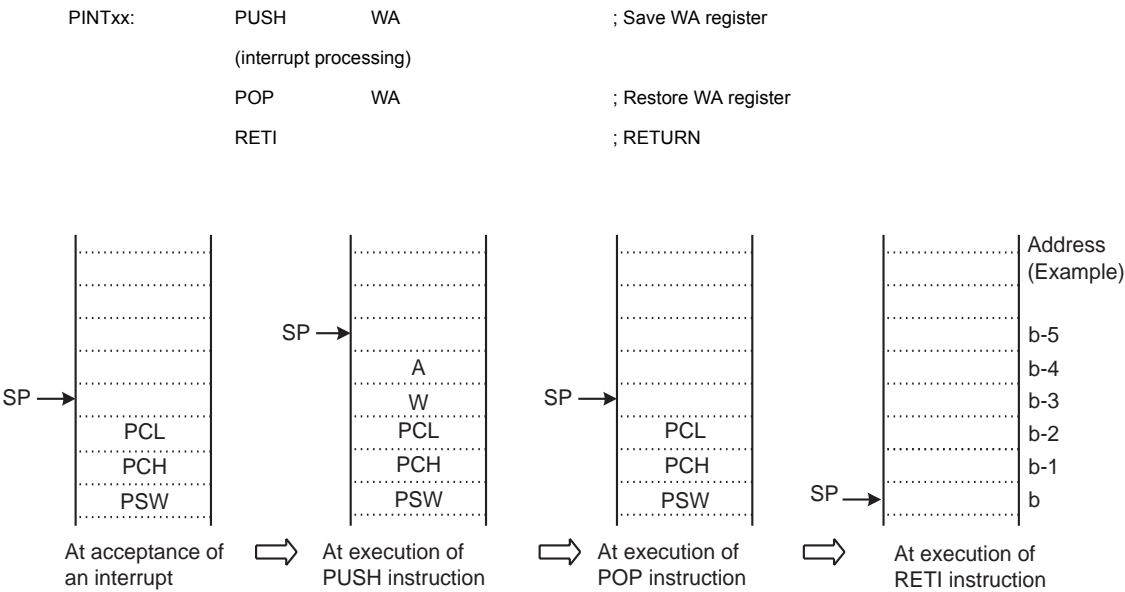 PINTxx: PUSH WA ; Save WA register
(interrupt processing)
POP WA ; Restore WA register
RETI ; RETURN
Address
(Example)
SP b-5
A b-4
SP W SP b-3
PCL PCL PCL b-2
PCH PCH PCH b-1
PSW PSW PSW SP b
At acceptance of
an interrupt
At execution of
PUSH instruction
At execution of
POP instruction
At execution of
RETI instruction